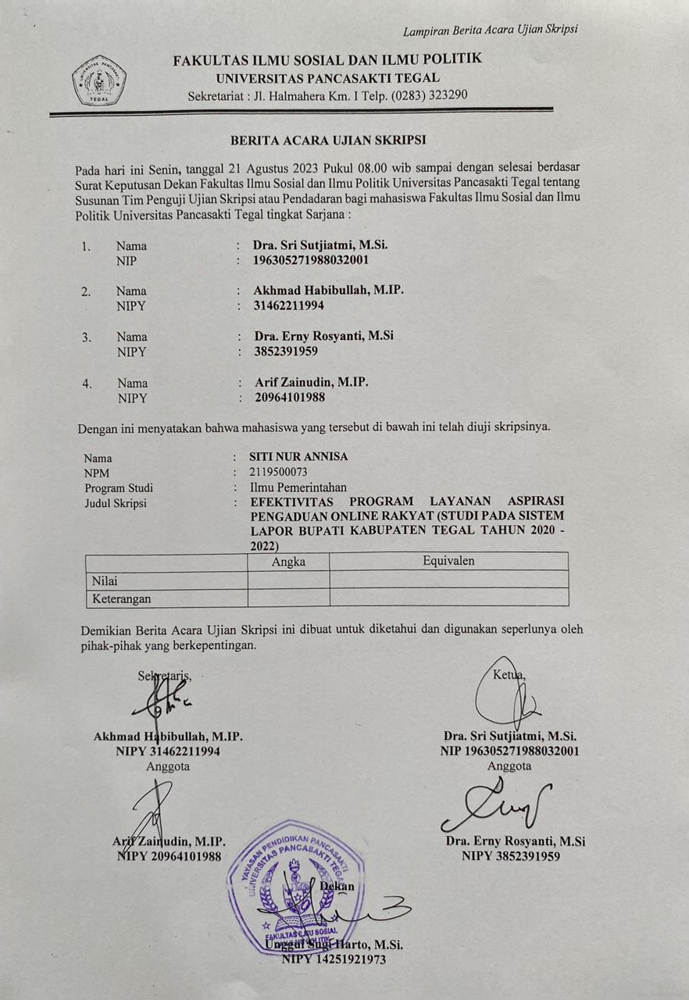 Lampiran Berita Acara Ujian Skripsi
UNIVERSITAS PANCASAKTI
TEGAL
FAKULTAS ILMU SOSIAL DAN ILMU POLITIK
UNIVERSITAS PANCASAKTI TEGAL
Sekretariat : Jl. Halmahera Km. I Telp. (0283) 323290
BERITA ACARA UJIAN SKRIPSI
Pada hari ini Senin, tanggal 21 Agustus 2023 Pukul 08.00 wib sampai dengan selesai berdasar
Surat Keputusan Dekan Fakultas Ilmu Sosial dan Ilmu Politik Universitas Pancasakti Tegal tentang
Susunan Tim Penguji Ujian Skripsi atau Pendadaran bagi mahasiswa Fakultas Ilmu Sosial dan Ilmu
Politik Universitas Pancasakti Tegal tingkat Sarjana :
1. Nama : Dra. Sri Sutjiatmi, M.Si.
NIP : 196305271988032001
2. Nama : Akhmad Habibullah, M.IP.
NIPY : 31462211994
3. Nama : Dra. Erny Rosyanti, M.Si
NIPY : 3852391959
4. Nama : Arif Zainudin, M.IP.
NIPY : 20964101988
Dengan ini menyatakan bahwa mahasiswa yang tersebut di bawah ini telah diuji skripsinya.
Nama : SITI NUR ANNISA
NPM : 2119500073
Program Studi : Ilmu Pemerintahan
Judul Skripsi : EFEKTIVITAS PROGRAM LAYANAN ASPIRASI
PENGADUAN ONLINE RAKYAT (STUDI PADA SISTEM
LAPOR BUPATI KABUPATEN TEGAL TAHUN 2020 -
2022)
Angka Equivalen
Nilai
Keterangan
Demikian Berita Acara Ujian Skripsi ini dibuat untuk diketahui dan digunakan seperlunya oleh
pihak-pihak yang berkepentingan.
Sekretaris, Ketua,
Akhmad Habibullah, M.IP. Dra. Sri Sutjiatmi, M.Si.
NIPY 31462211994 NIP 196305271988032001
Anggota Anggota
Arif Zainudin, M.IP. Dra. Erny Rosyanti, M.Si
NIPY 20964101988 NIPY 3852391959
YAYASAN PENDIDIKAN PANCASAKTI
UNIVERSITAS PANCASAKTI TEGAL
Dekan
FAKULTAS ILMU SOSIAL
Unggul Sugi Harto, M.Si.
NIPY 14251921973